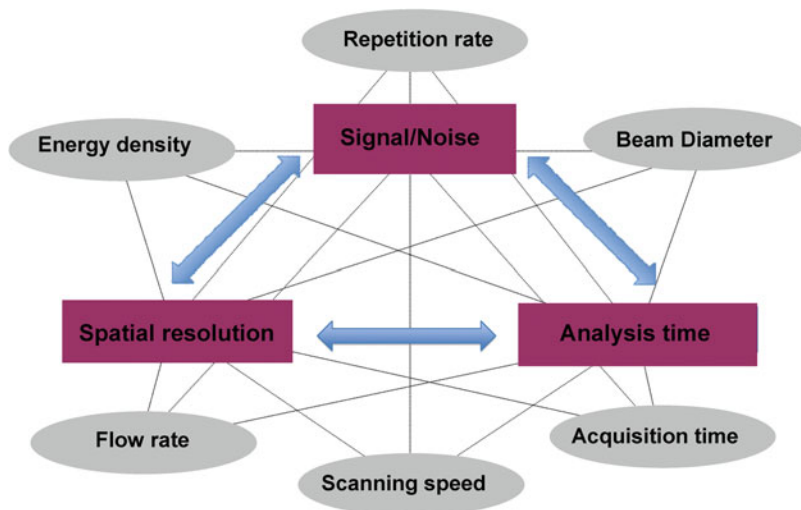 Repetition rate
Signal/Noise
Energy density
Beam Diameter
Spatial resolution
Analysis time
Flow rate
Acquisition time
Scanning speed